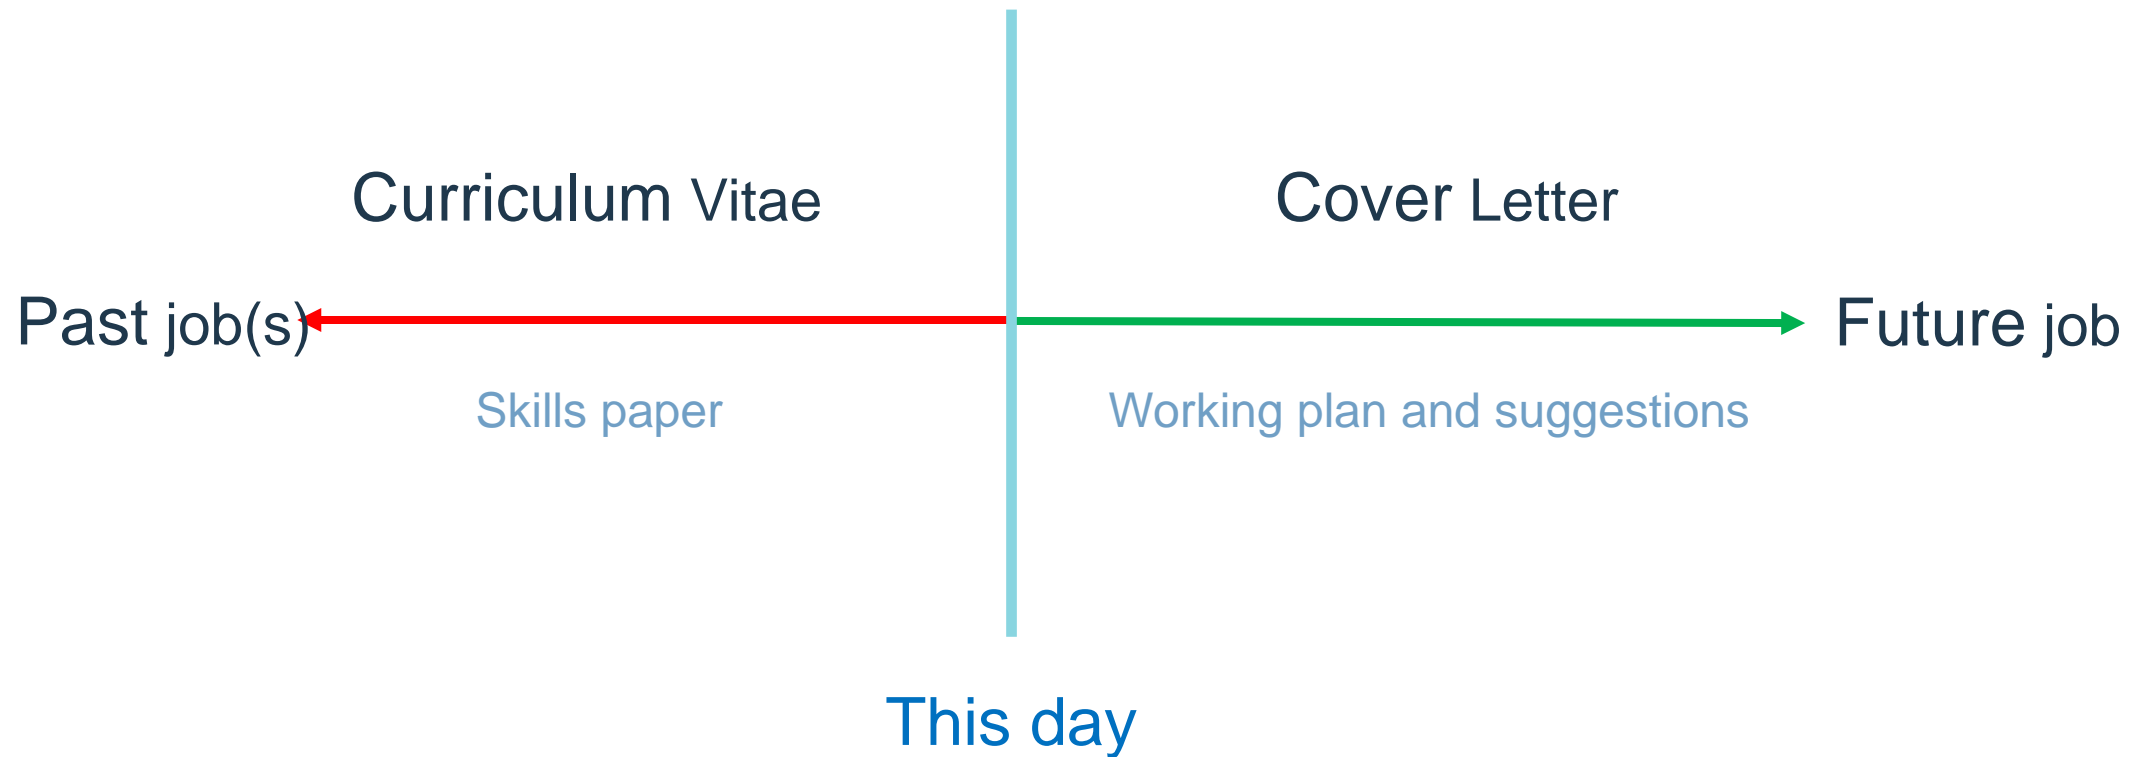 Curriculum Vitae
Cover Letter
Past job(s)
Future job
Skills paper
Working plan and suggestions
This day